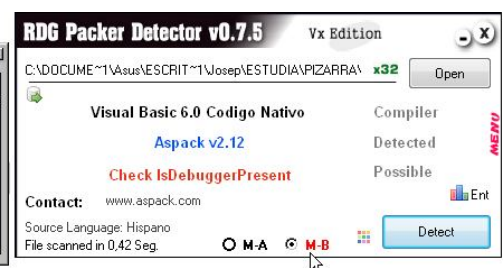 RDG Packer Detector v0.7.5 Vx Edition
C:\DOCUME~1\Asus\ESCRIT~1\Josep\ESTUDIA\PIZARRA\ x32 Open
Visual Basic 6.0 Codigo Nativo Compiler
Aspack v2.12 Detected
Check IsDebuggerPresent Possible
MENU
Contact: www.aspack.com Ent
Source Language: Hispano
File scanned in 0,42 Seg. M-A M-B Detect